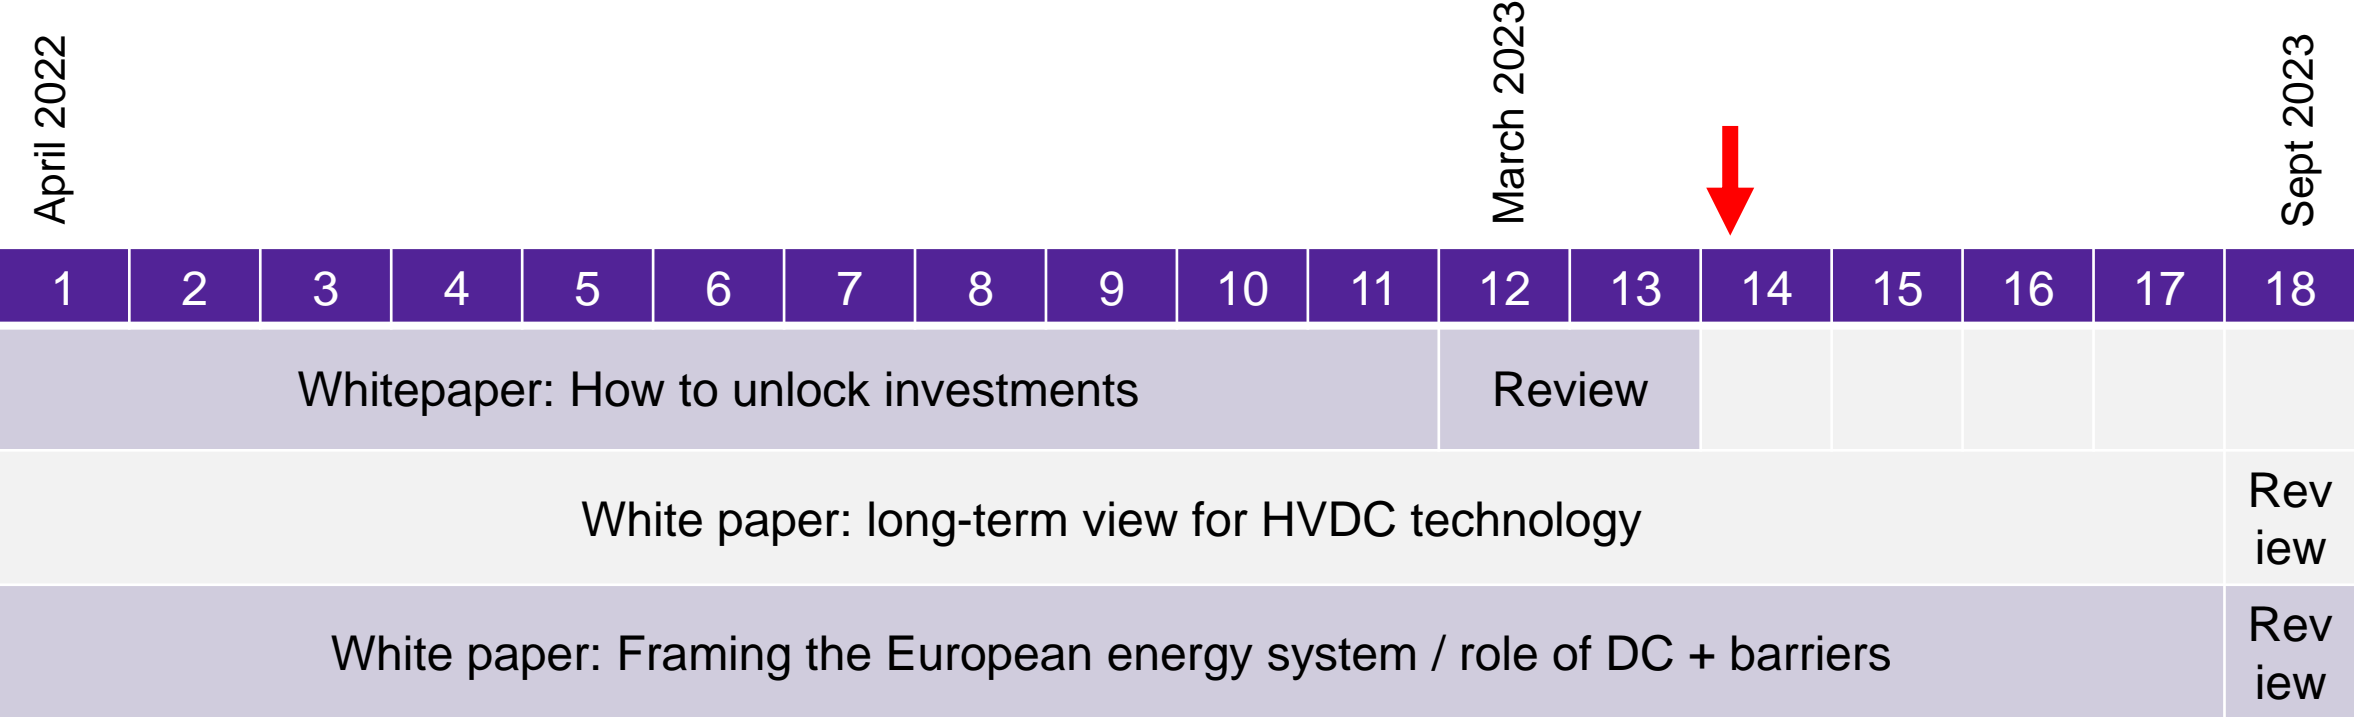 April 2022
March 2023
Sept 2023
1 2 3 4 5 6 7 8 9 10 11 12 13 14 15 16 17 18
Whitepaper: How to unlock investments
Review
White paper: long-term view for HVDC technology
Rev
iew
White paper: Framing the European energy system / role of DC + barriers
Rev
iew